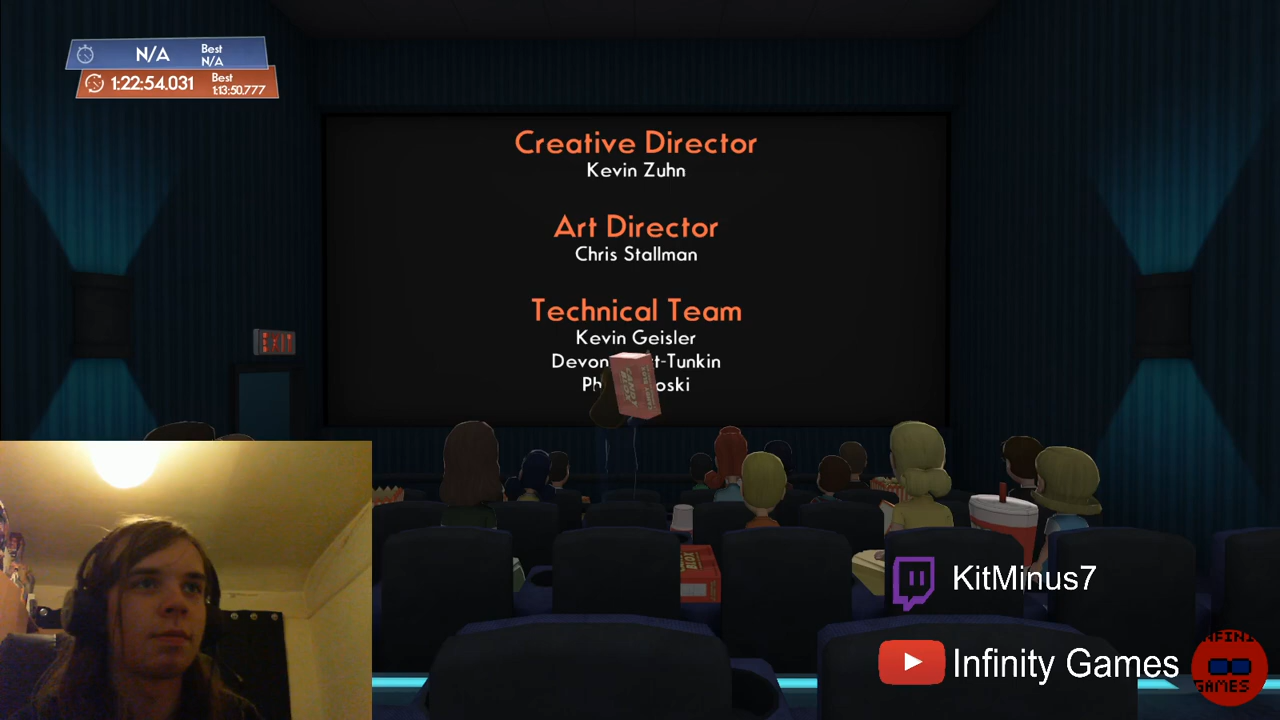 N/A
Best
N/A
1:22:54.031
Best
1:13:50.777
Creative Director
Kevin Zuhn
Art Director
Chris Stallman
Technical Team
Kevin Geisler
KitMinus7
Infinity Games
GAMES